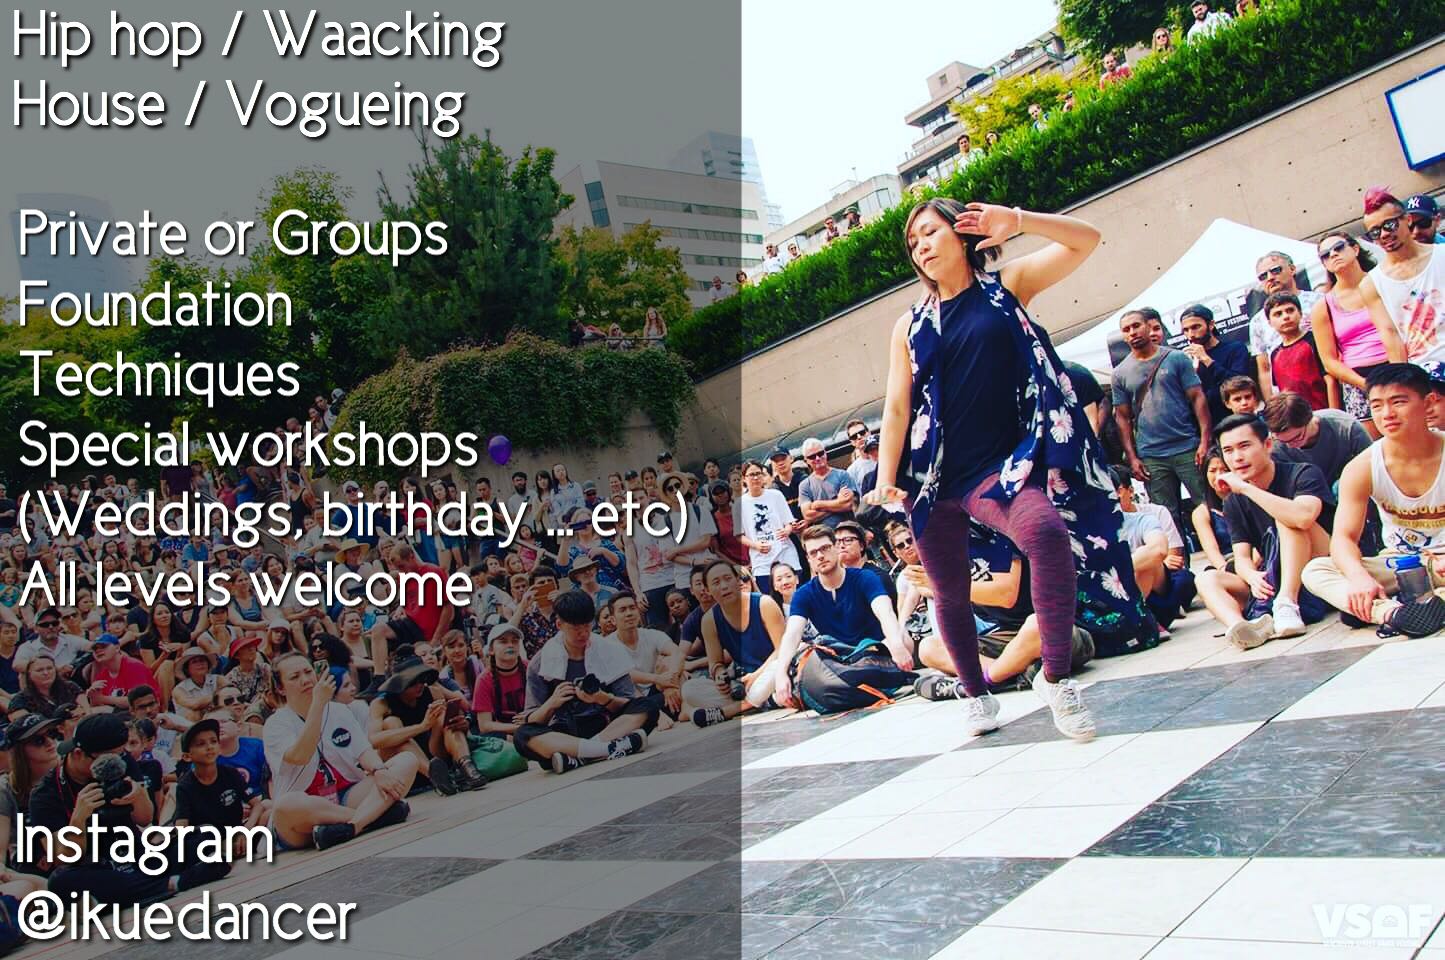 Hip hop / Waacking
House / Vogueing
Private or Groups
Foundation
Techniques
Special workshops
(Weddings, birthday ... etc)
All levels welcome
Instagram
@ikuedancer
VSAF